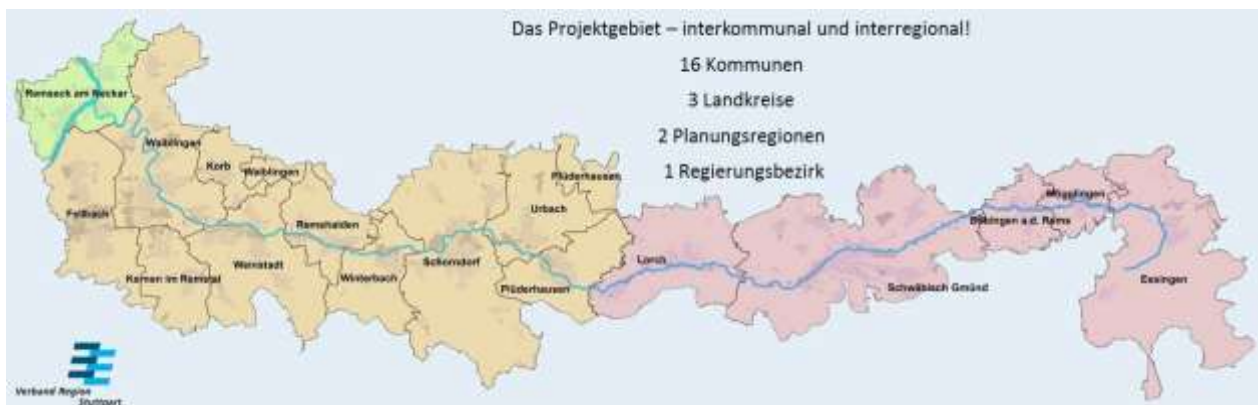 Das Projektgebiet – interkommunal und interregional!
16 Kommunen
3 Landkreise
2 Planungsregionen
1 Regierungsbezirk
Remseck am Neckar
Waiblingen
Korb
Waiblingen
Plüderhausen
Fellbach
Urbach
Remshalden
Mögglingen
Böbingen a.d. Rems
Kernen im Remstal
Weinstadt
Winterbach
Schorndorf
Plüderhausen
Lorch
Schwäbisch Gmünd
Essingen
Verband Region
Stuttgart